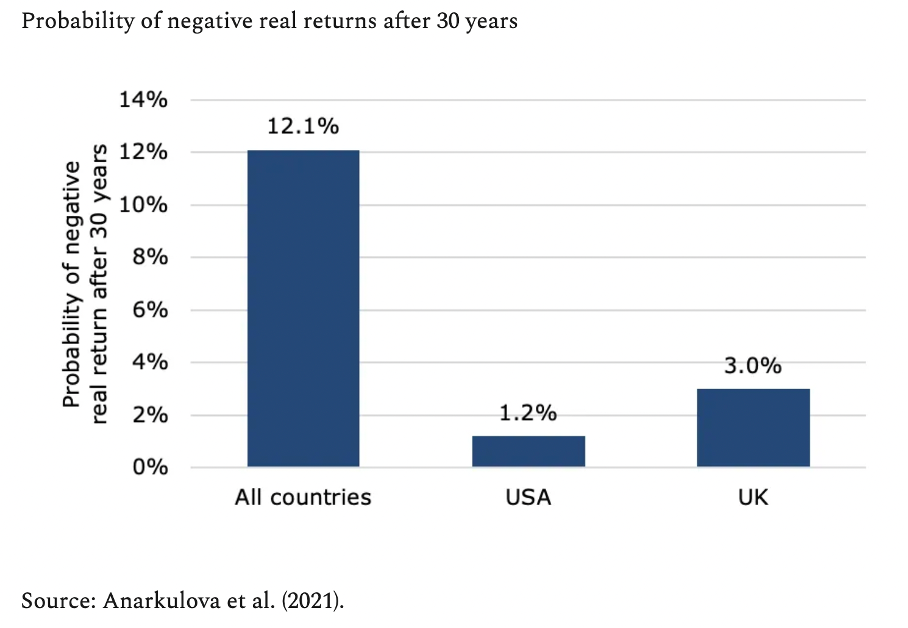 Probability of negative real returns after 30 years
Probability of negative
real return after 30 years
14%
12%
10%
8%
6%
4%
2%
0%
12.1%
1.2%
3.0%
All countries
USA
UK
Source: Anarkulova et al. (2021).